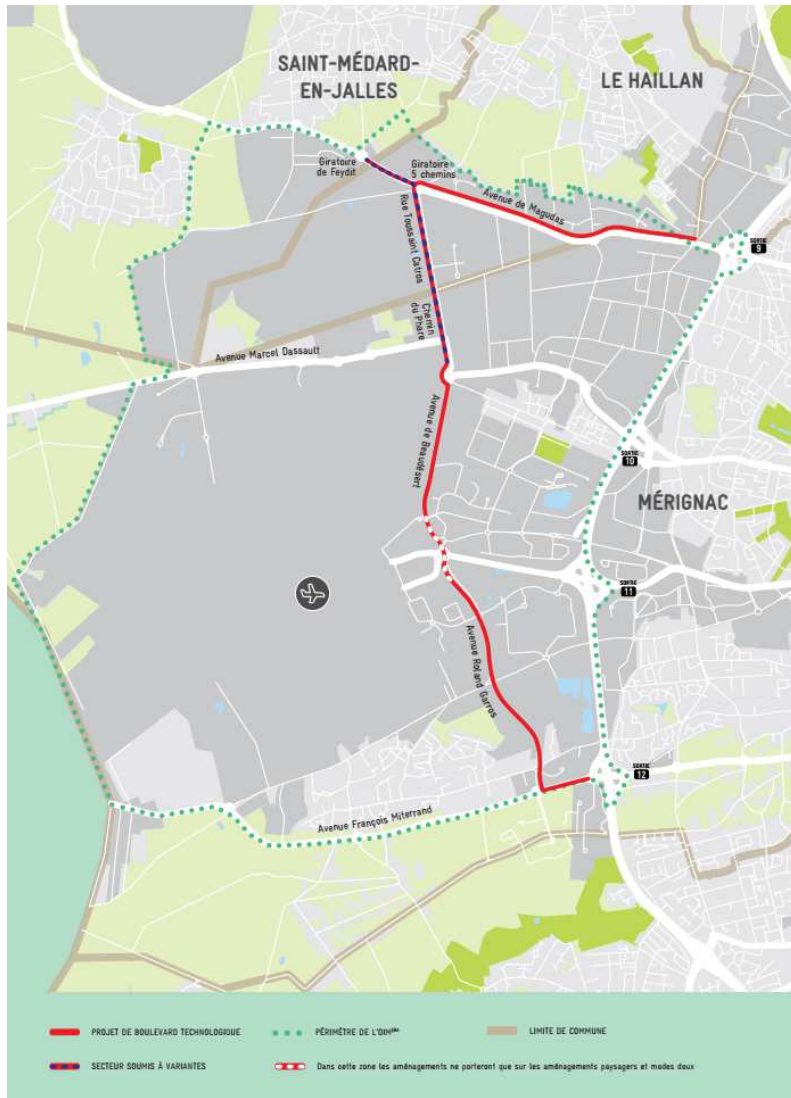 SAINT-MÉDARD-
EN-JALLES
LE HAILLAN
Giratoire
de Feydit
Giratoire
5 chemins
Avenue de Magudas
SORTIE
9
Rue Toussaint Catros
Chemin
du Phare
Avenue Marcel Dassault
Avenue de Beaudésert
SORTIE
10
MÉRIGNAC
SORTIE
11
Avenue Roland Garros
SORTIE
12
Avenue François Miterrand
PROJET DE BOULEVARD TECHNOLOGIQUE
PÉRIMÈTRE DE L'OIM
LIMITE DE COMMUNE
SECTEUR SOUMIS À VARIANTES
Dans cette zone les aménagements ne porteront que sur les aménagements paysagers et modes doux